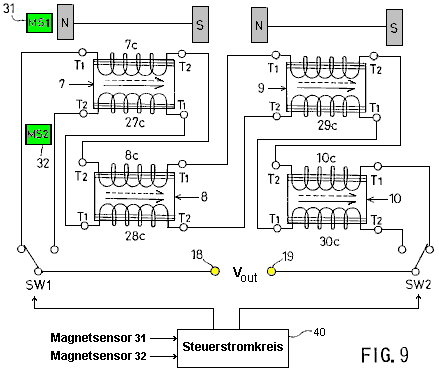 31
MS1 N S N S
7c
T1 T2 T1 T2
7 9
T2 T1 T2 T1
27c 29c
MS2
32
8c 10c
T2 T1 T2 T1
8 10
T1 T2 T1 T2
28c 30c
18 19
Vout
SW1 SW2
40
Magnetsensor 31
Magnetsensor 32
Steuerstromkreis
FIG. 9